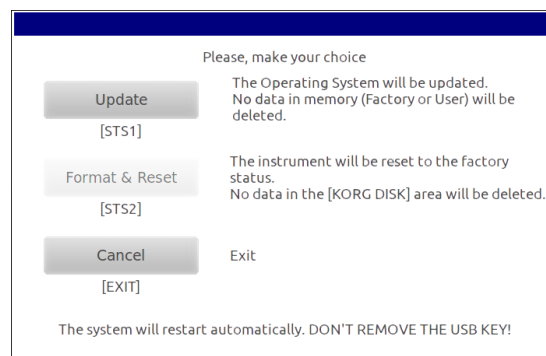 Please, make your choice
Update
[STS1]
The Operating System will be updated.
No data in memory (Factory or User) will be
deleted.
Format & Reset
[STS2]
The instrument will be reset to the factory
status.
No data in the [KORG DISK] area will be deleted.
Cancel
[EXIT]
Exit
The system will restart automatically. DON'T REMOVE THE USB KEY!